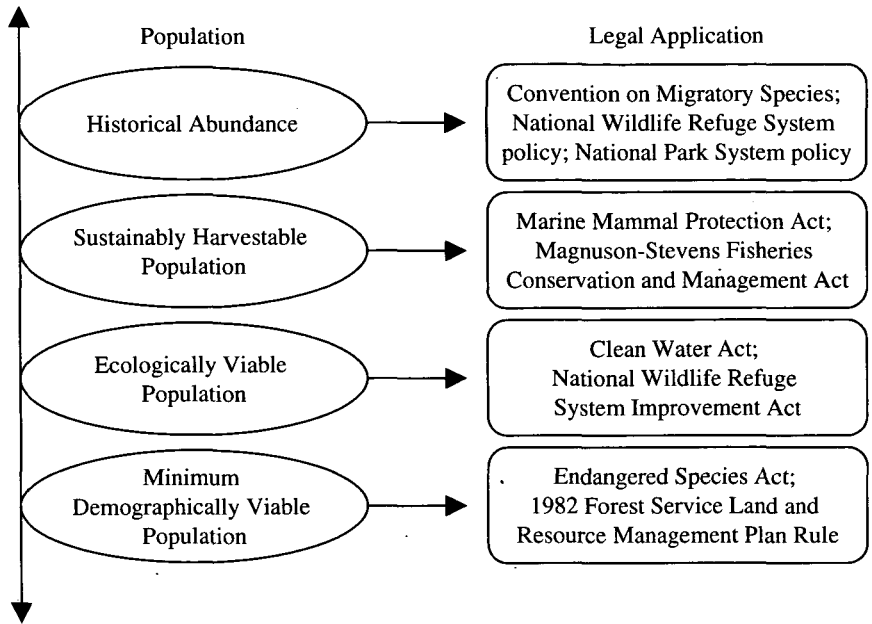 Population
Legal Application
Historical Abundance
Convention on Migratory Species;
National Wildlife Refuge System
policy; National Park System policy
Sustainably Harvestable
Population
Marine Mammal Protection Act;
Magnuson-Stevens Fisheries
Conservation and Management Act
Ecologically Viable
Population
Clean Water Act;
National Wildlife Refuge
System Improvement Act
Minimum
Demographically Viable
Population
Endangered Species Act;
1982 Forest Service Land and
Resource Management Plan Rule